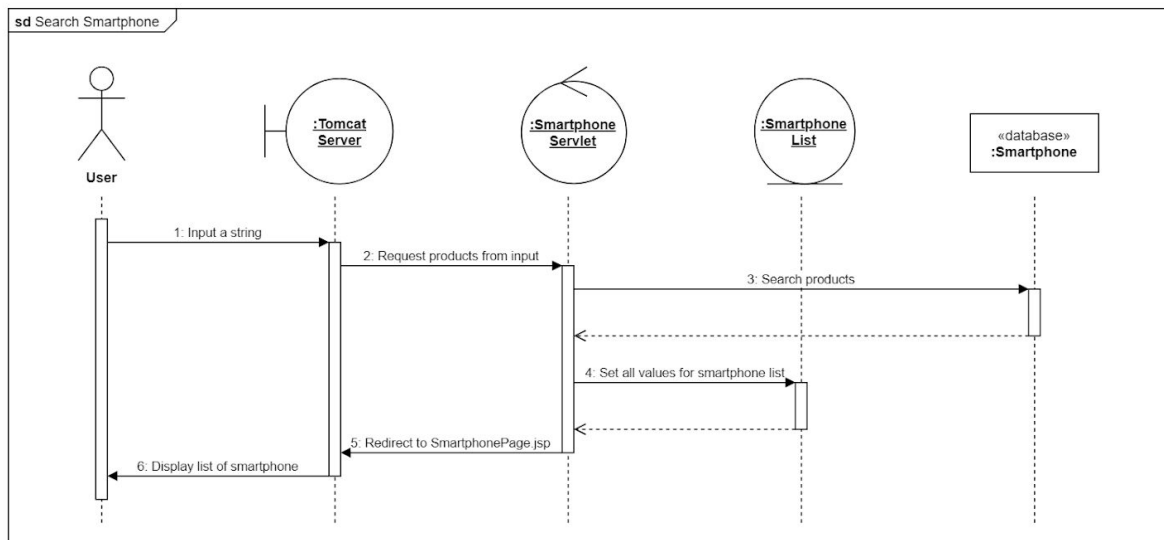 sd Search Smartphone
:Tomcat
Server
:Smartphone
Servlet
:Smartphone
List
«database»
:Smartphone
User
1: Input a string
2: Request products from input
3: Search products
4: Set all values for smartphone list
5: Redirect to SmartphonePage.jsp
6: Display list of smartphone